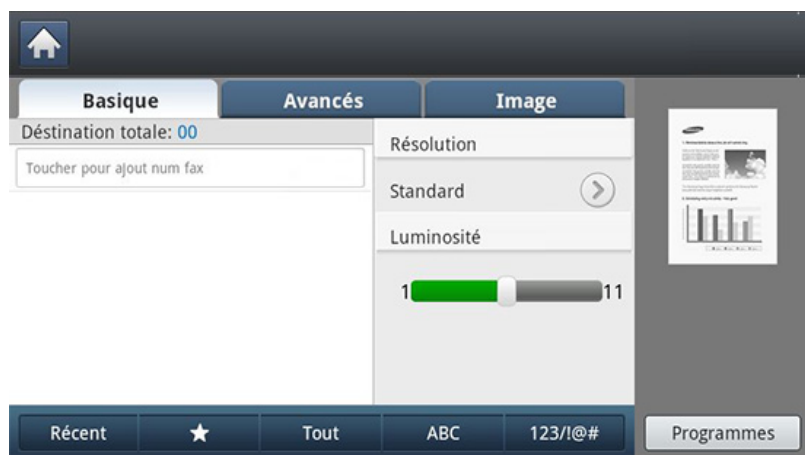 Basique
Avancés
Image
Déstination totale: 00
Toucher pour ajout num fax
Résolution
Standard
Luminosité
1
11
Récent
★
Tout
ABC
123/!@#
Programmes